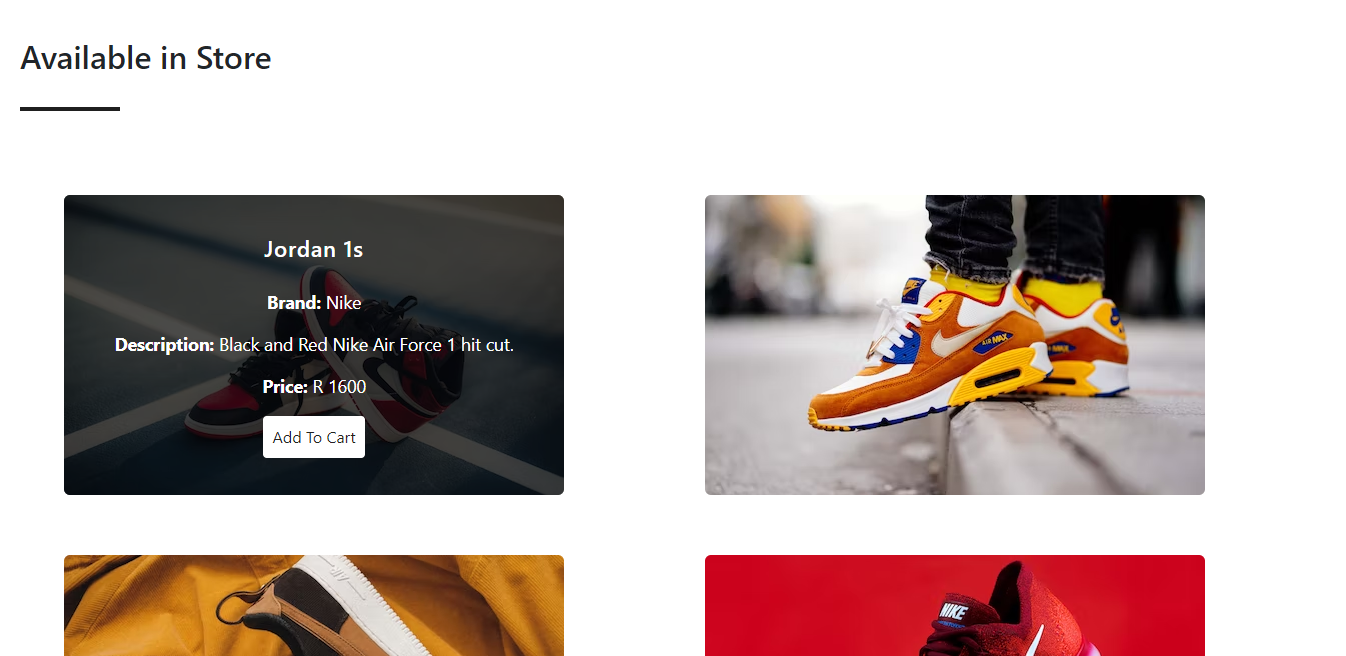 Available in Store
Jordan 1s
Brand: Nike
Description: Black and Red Nike Air Force 1 hit cut.
Price: R 1600
Add To Cart
AIR MAX
NIKE